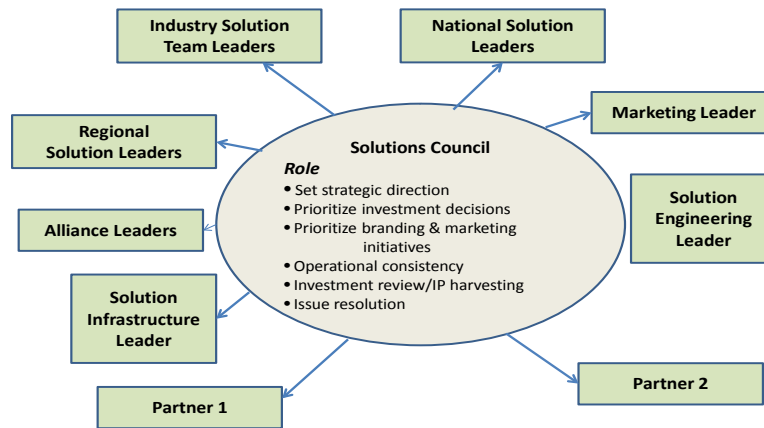 Industry Solution
Team Leaders
National Solution
Leaders
Marketing Leader
Regional
Solution Leaders
Solutions Council
Role
• Set strategic direction
• Prioritize investment decisions
• Prioritize branding & marketing
initiatives
• Operational consistency
• Investment review/IP harvesting
• Issue resolution
Solution
Engineering
Leader
Alliance Leaders
Solution
Infrastructure
Leader
Partner 1
Partner 2